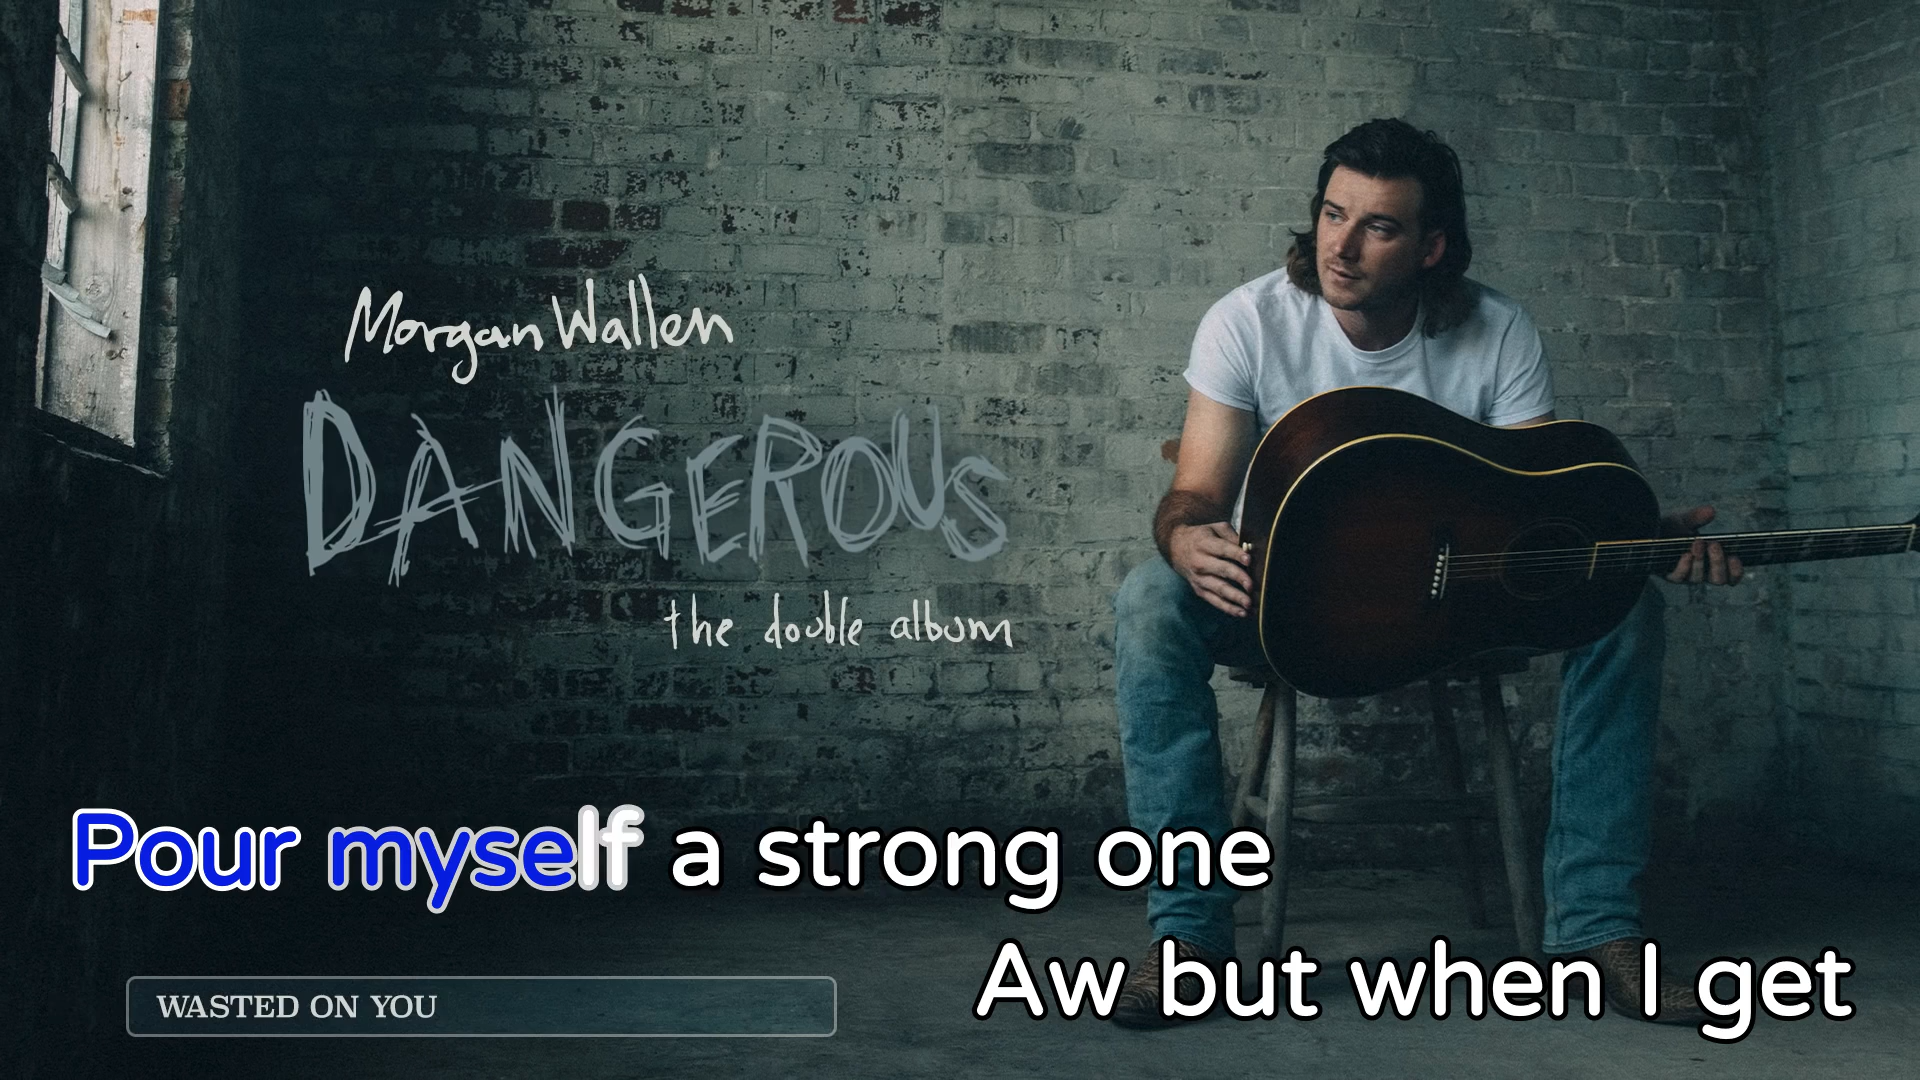 Morgan Wallen
DANGEROUS
the double album
Pour myself a strong one
Aw but when I get
WASTED ON YOU